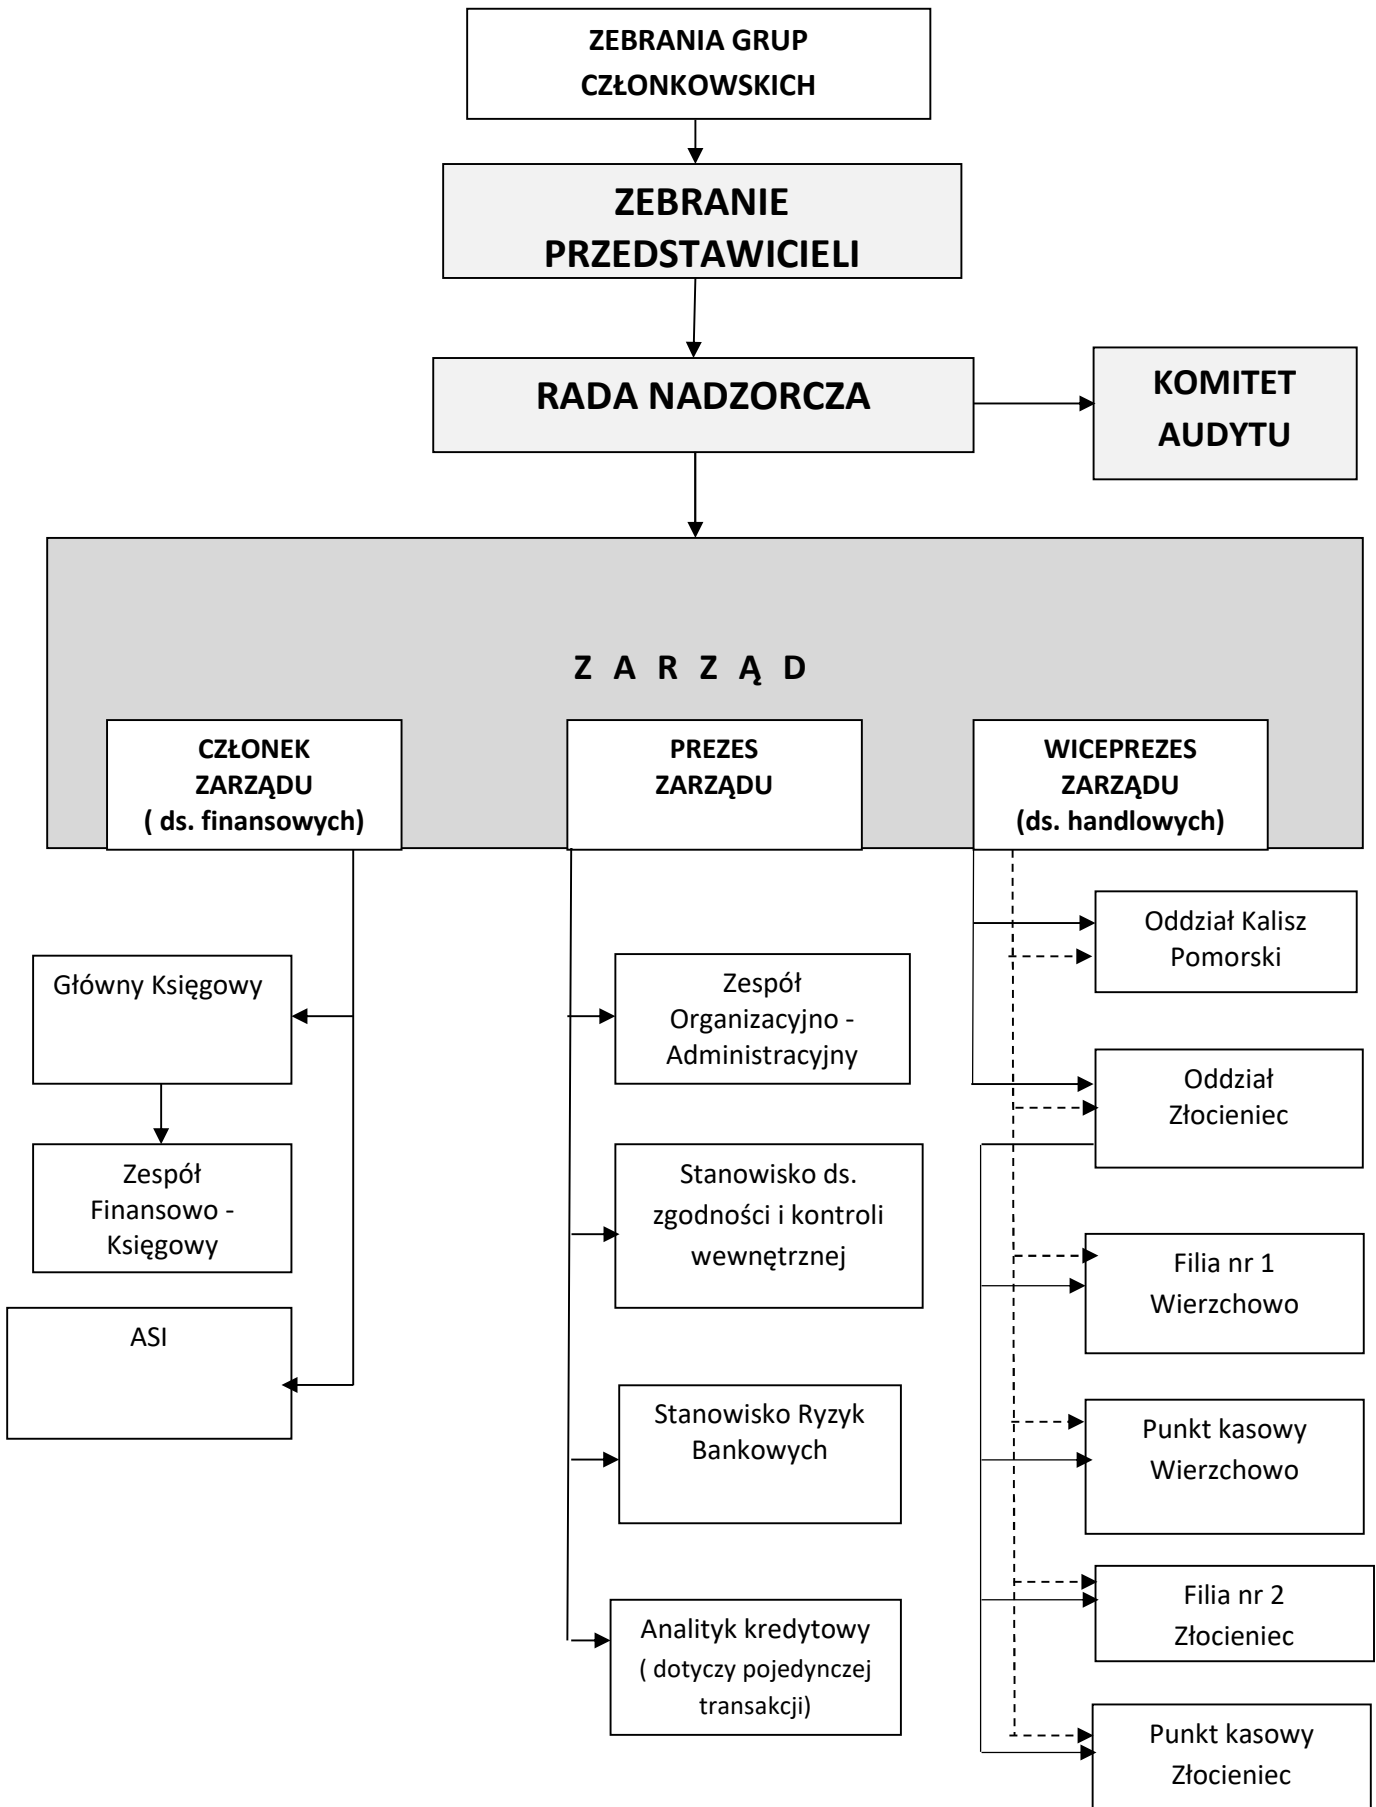 ZEBRANIA GRUP
CZŁONKOWSKICH
ZEBRANIE
PRZEDSTAWICIELI
RADA NADZORCZA
KOMITET
AUDYTU
Z A R Z Ą D
CZŁONEK
ZARZĄDU
( ds. finansowych)
PREZES
ZARZĄDU
WICEPREZES
ZARZĄDU
(ds. handlowych)
Główny Księgowy
Zespół
Finansowo -
Księgowy
ASI
Zespół
Organizacyjno -
Administracyjny
Stanowisko ds.
zgodności i kontroli
wewnętrznej
Stanowisko Ryzyk
Bankowych
Analityk kredytowy
( dotyczy pojedynczej
transakcji)
Oddział Kalisz
Pomorski
Oddział
Złocieniec
Filia nr 1
Wierzchowo
Punkt kasowy
Wierzchowo
Filia nr 2
Złocieniec
Punkt kasowy
Złocieniec